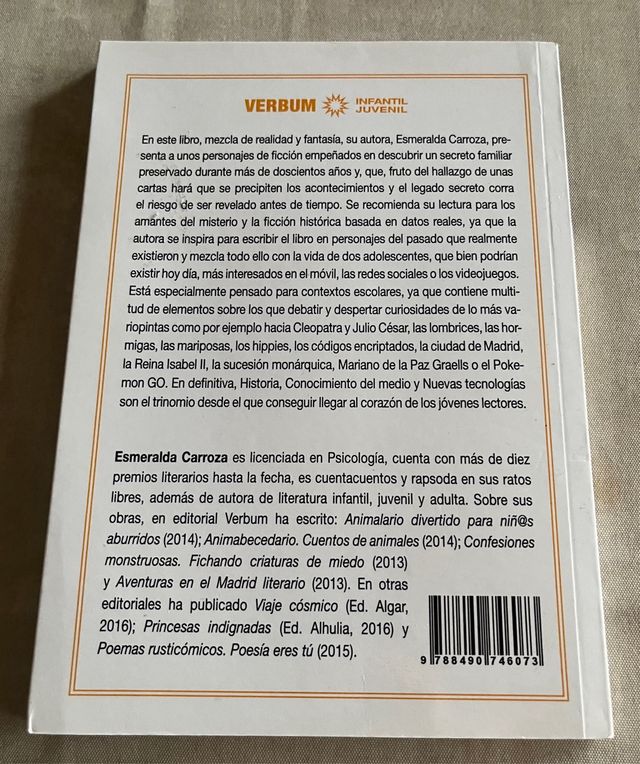 VERBUM INFANTIL JUVENIL
En este libro, mezcla de realidad y fantasía, su autora, Esmeralda Carroza, pre-
senta a unos personajes de ficción empeñados en descubrir un secreto familiar
preservado durante más de doscientos años y, que, fruto del hallazgo de unas
cartas hará que se precipiten los acontecimientos y el legado secreto corra
el riesgo de ser revelado antes de tiempo. Se recomienda su lectura para los
amantes del misterio y la ficción histórica basada en datos reales, ya que la
autora se inspira para escribir el libro en personajes del pasado que realmente
existieron y mezcla todo ello con la vida de dos adolescentes, que bien podrían
existir hoy día, más interesados en el móvil, las redes sociales o los videojuegos.
Está especialmente pensado para contextos escolares, ya que contiene multi-
tud de elementos sobre los que debatir y despertar curiosidades de lo más va-
riopintas como por ejemplo hacia Cleopatra y Julio César, las lombrices, las hor-
migas, las mariposas, los hippies, los códigos encriptados, la ciudad de Madrid,
la Reina Isabel II, la sucesión monárquica, Mariano de la Paz Graells o el Poke-
mon GO. En definitiva, Historia, Conocimiento del medio y Nuevas tecnologías
son el trinomio desde el que conseguir llegar al corazón de los jóvenes lectores.
Esmeralda Carroza es licenciada en Psicología, cuenta con más de diez
premios literarios hasta la fecha, es cuentacuentos y rapsoda en sus ratos
libres, además de autora de literatura infantil, juvenil y adulta. Sobre sus
obras, en editorial Verbum ha escrito: Animalario divertido para niñ@s
aburridos (2014); Animabecedario. Cuentos de animales (2014); Confesiones
monstruosas. Fichando criaturas de miedo (2013)
y Aventuras en el Madrid literario (2013). En otras
editoriales ha publicado Viaje cósmico (Ed. Algar,
2016); Princesas indignadas (Ed. Alhulia, 2016) y
Poemas rusticómicos. Poesía eres tú (2015).
9 788490 746073